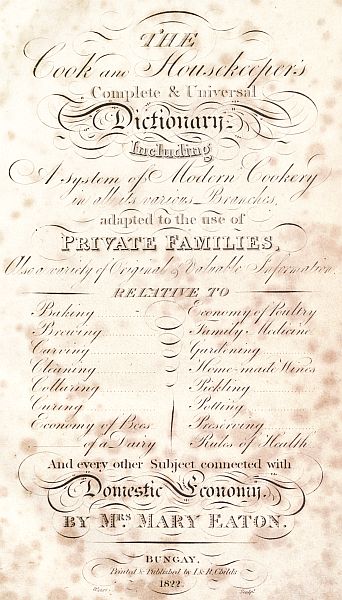 THE
Cook and Housekeeper's
Complete & Universal
Dictionary
Including
A System of Modern Cookery
in all its various Branches,
adapted to the use of
PRIVATE FAMILIES,
Also a variety of Original & Valuable Information,
RELATIVE TO
Baking
Brewing
Carving
Cleaning
Collaring
Curing
Economy of Bees
of a Dairy
Economy of Poultry
Family Medicine
Gardening
Home-made Wines
Pickling
Potting
Preserving
Rules of Health
And every other Subject connected with
Domestic Economy.
BY MRS MARY EATON.
BUNGAY,
Printed & Published by J. & R. Childs.
1822.
Sculpt.